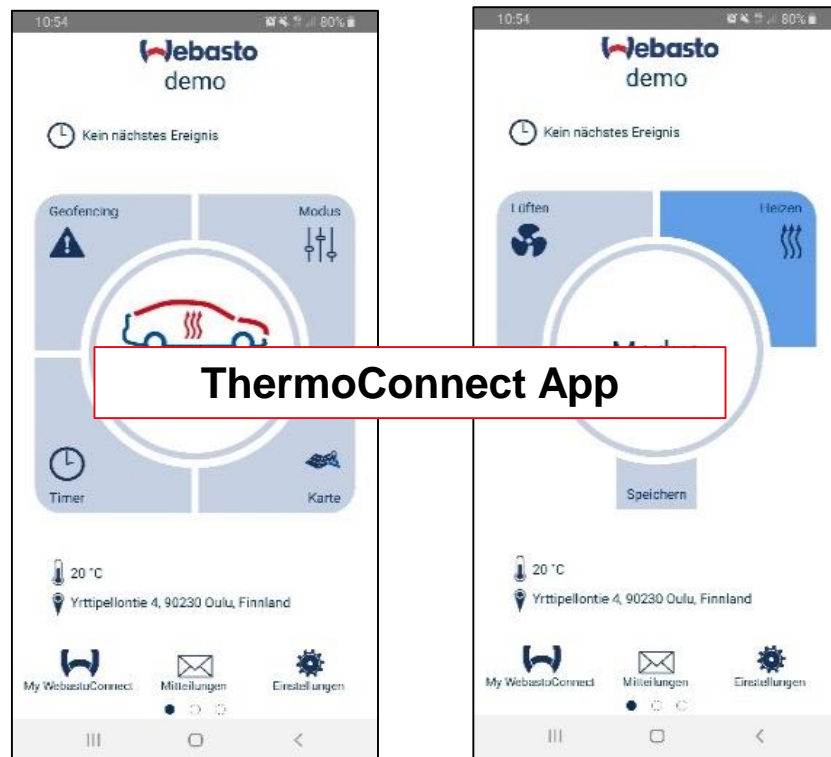 10:54
80%
Webasto
demo
Kein nächstes Ereignis
Geofencing
Modus
Timer
Karte
20 °C
Yrttipellontie 4, 90230 Oulu, Finnland
My WebastoConnect
Mitteilungen
Einstellungen
ThermoConnect App
10:54
80%
Webasto
demo
Kein nächstes Ereignis
Lüften
Heizen
Speichern
20 °C
Yrttipellontie 4, 90230 Oulu, Finnland
My WebastoConnect
Mitteilungen
Einstellungen